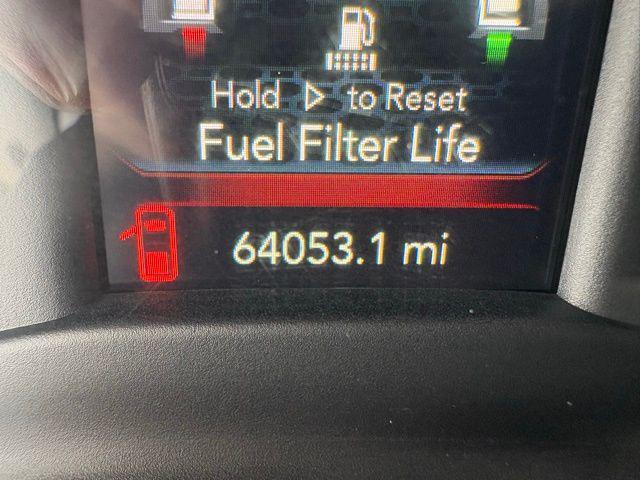 Hold ▷ to Reset
Fuel Filter Life
64053.1 mi